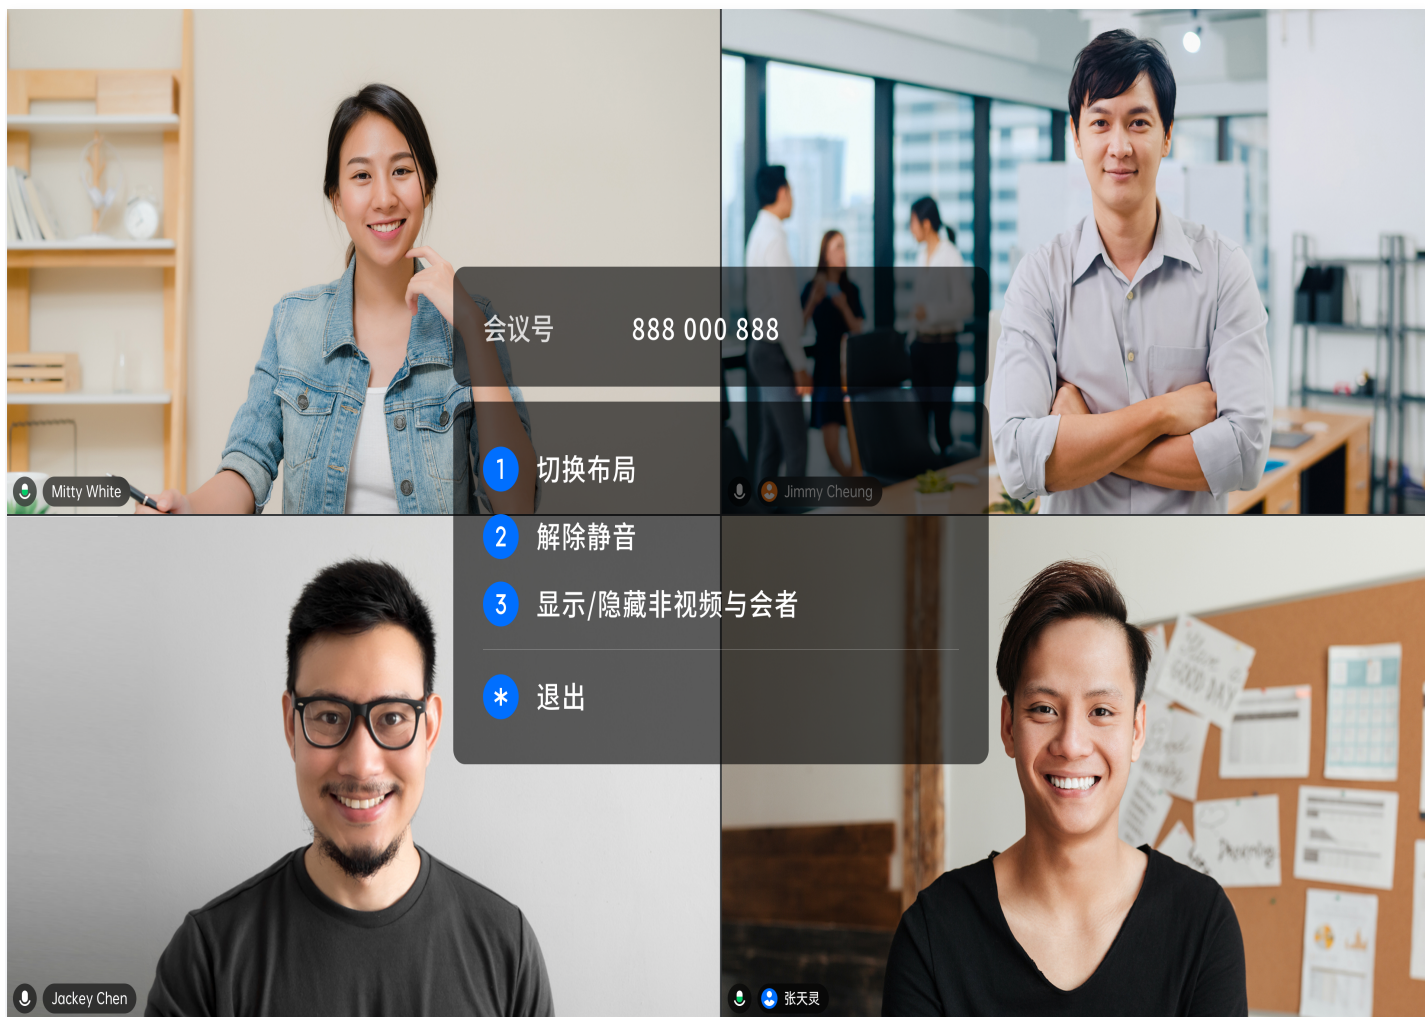 会议号 888 000 888
1 切换布局
Mitty White
Jimmy Cheung
2 解除静音
3 显示/隐藏非视频与会者
* 退出
GOOD DAY
Jackey Chen
张天灵